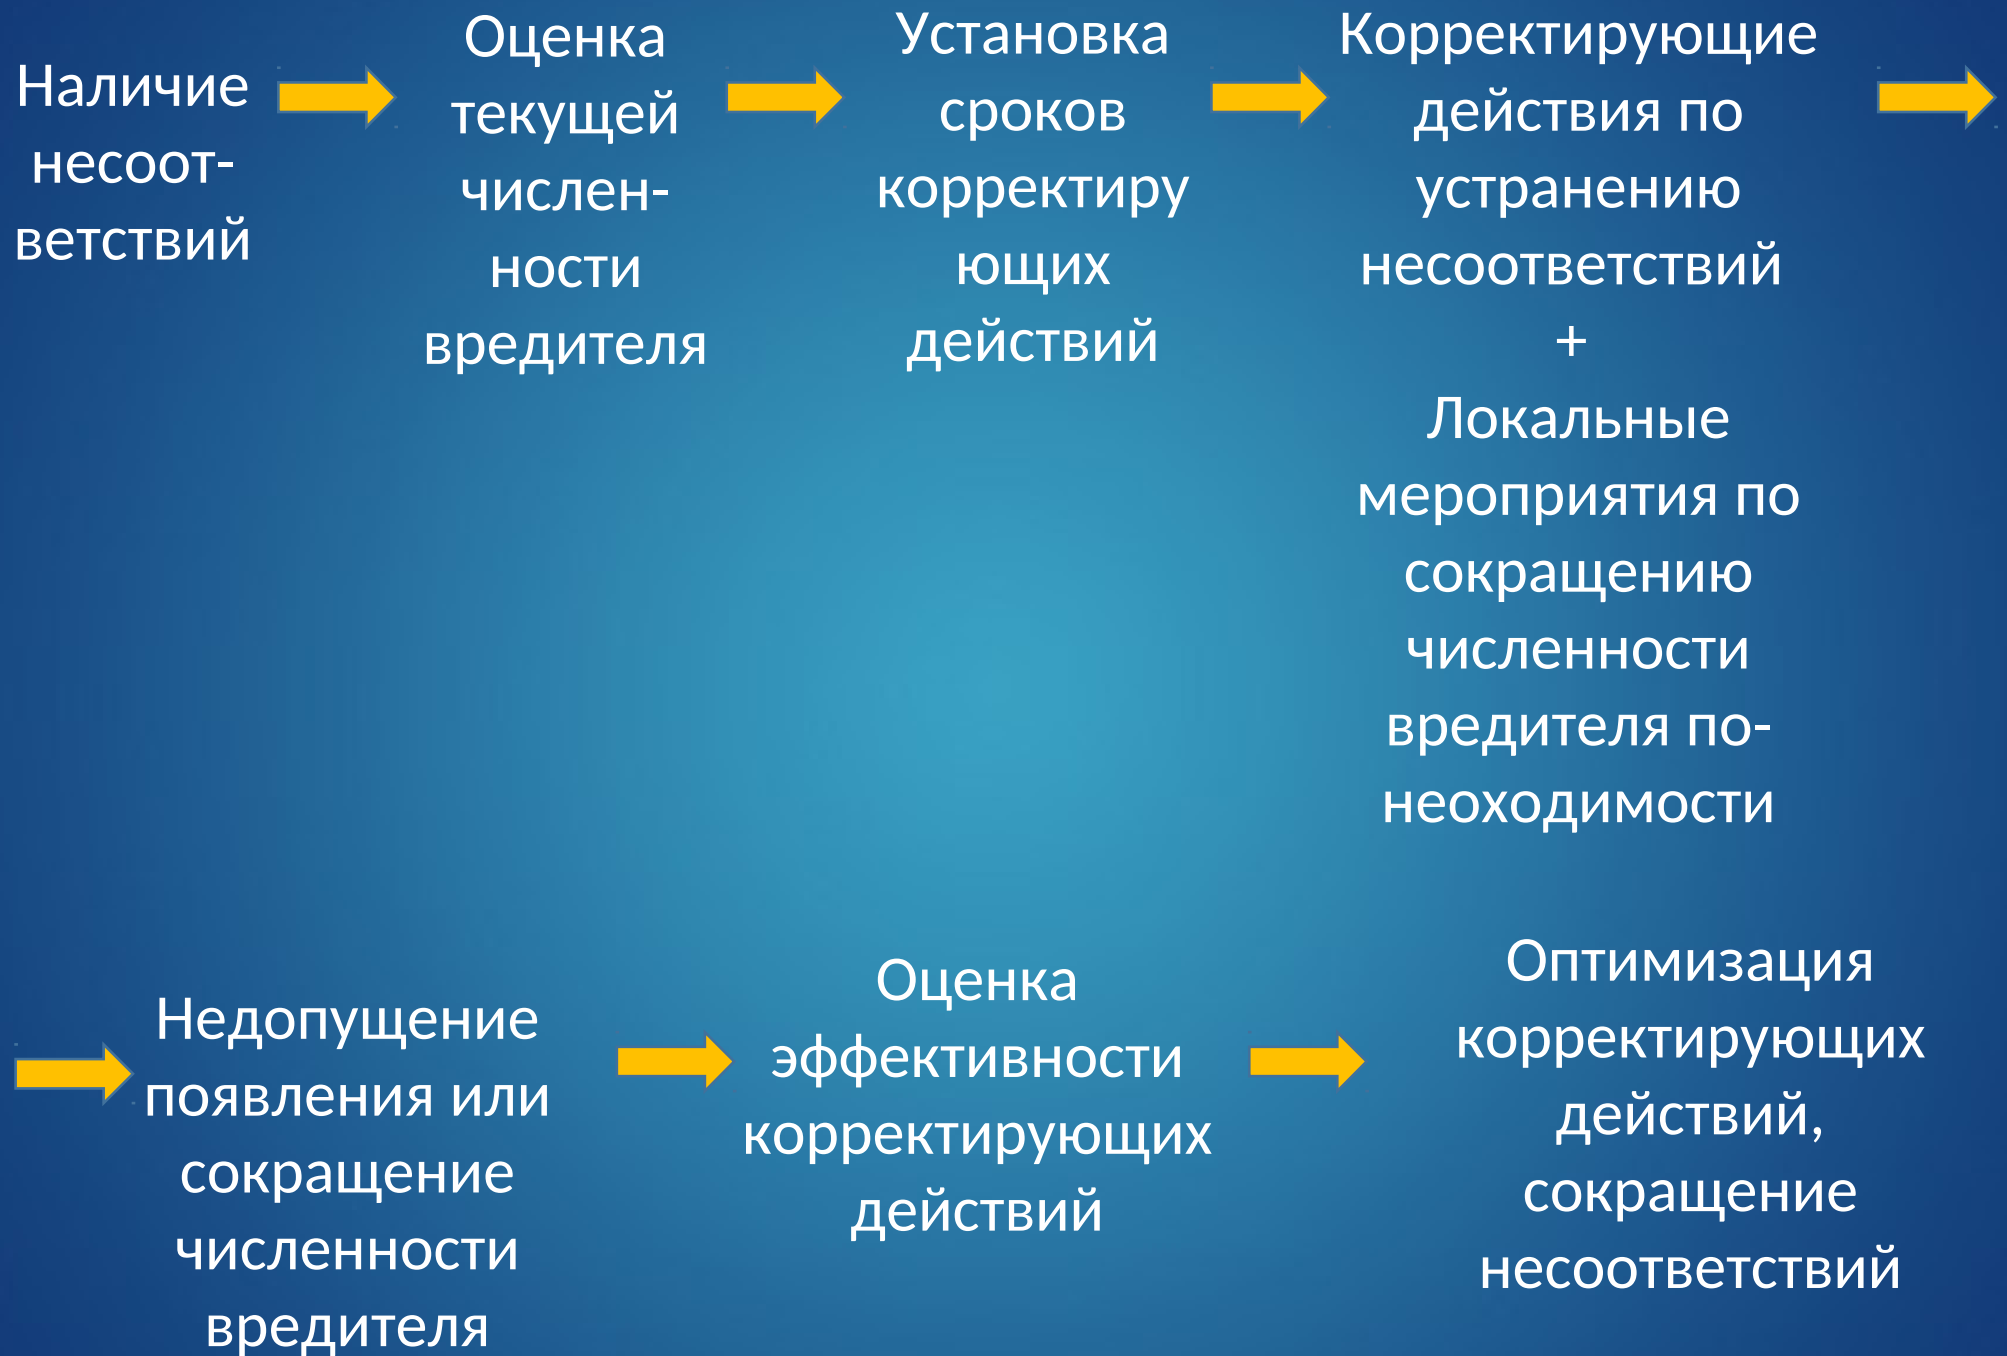 Наличие
несоот-
ветствий
Оценка
текущей
числен-
ности
вредителя
Установка
сроков
корректиру
ющих
действий
Корректирующие
действия по
устранению
несоответствий
+
Локальные
мероприятия по
сокращению
численности
вредителя по-
неоходимости
Недопущение
появления или
сокращение
численности
вредителя
Оценка
эффективности
корректирующих
действий
Оптимизация
корректирующих
действий,
сокращение
несоответствий